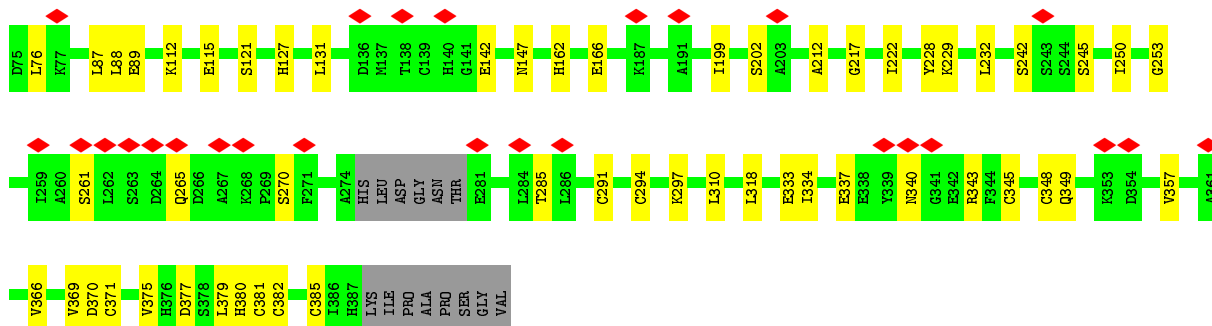 D75 L76 K77 L87 L88 E89 K112 E115 S121 H127 L131 D136 M137 T138 C139 H140 G141 E142 N147 H162 E166 K187 A191 I199 S202 A203 A212 G217 I222 Y228 K229 L232 S242 S243 S244 S245 I250 G253
I259 A260 S261 L262 S263 D264 Q265 D266 A267 K268 P269 S270 F271 A274 HIS LEU ASP GLY ASN THR E281 L284 T285 L286 C291 C294 K297 L310 L318 E333 I334 E337 E338 Y339 N340 G341 E342 R343 F344 C345 C348 Q349 K353 D354 V357 A361
V366 V369 D370 C371 V375 H376 D377 S378 L379 H380 C381 C382 C385 I386 H387 LYS ILE PRO ALA PRO SER GLY VAL